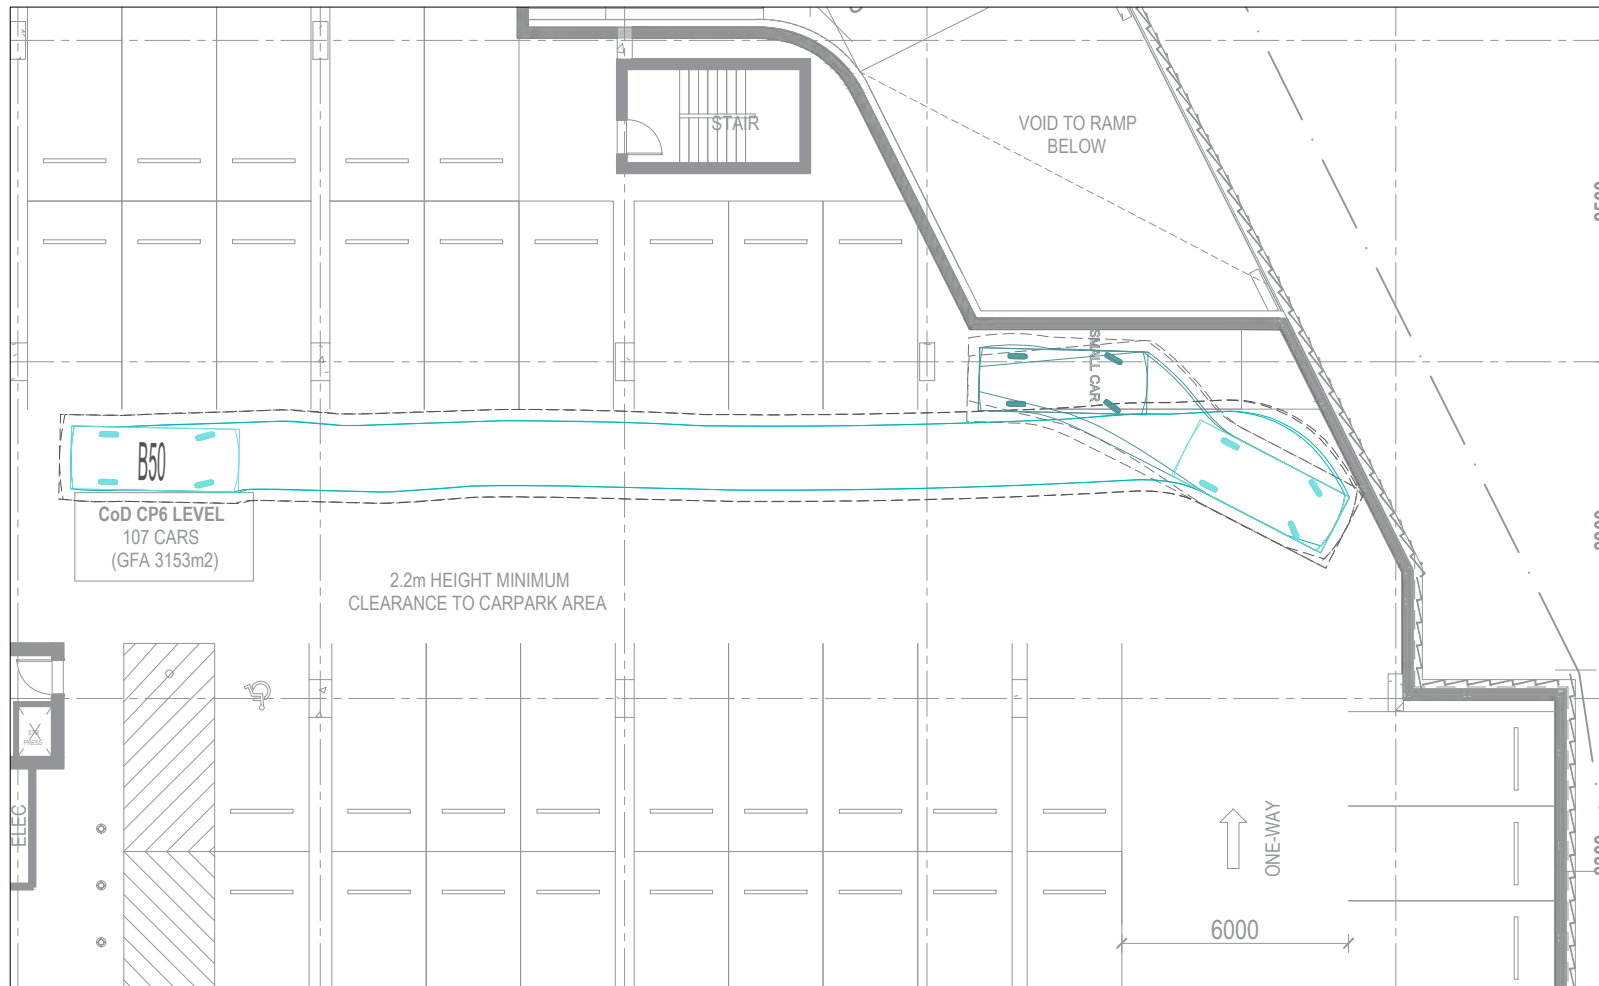 STAIR
VOID TO RAMP
BELOW
SMALL CAR
B50
CoD CP6 LEVEL
107 CARS
(GFA 3153m2)
2.2m HEIGHT MINIMUM
CLEARANCE TO CARPARK AREA
ELEC
ONE-WAY
6000